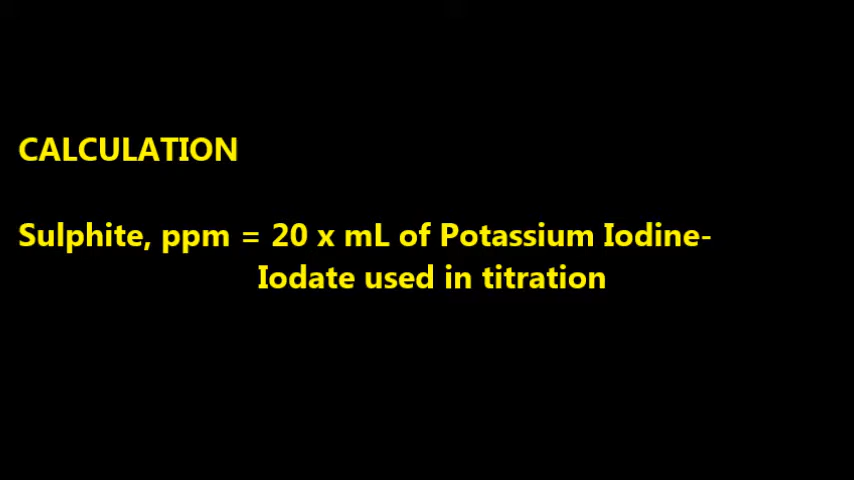 CALCULATION
Sulphite, ppm = 20 x mL of Potassium Iodine-
Iodate used in titration